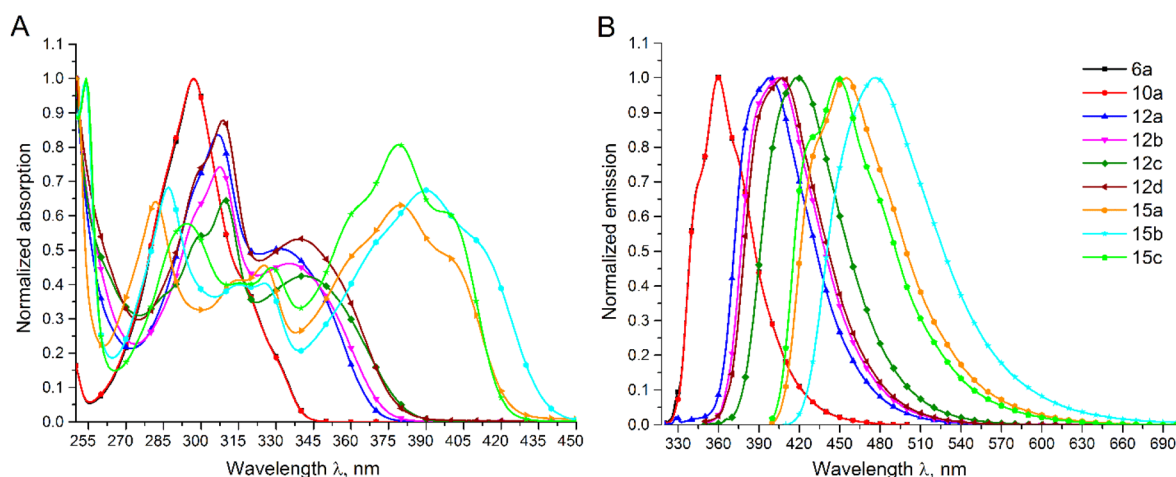 A
Normalized absorption
1.1
1.0
0.9
0.8
0.7
0.6
0.5
0.4
0.3
0.2
0.1
0.0
255 270 285 300 315 330 345 360 375 390 405 420 435 450
Wavelength λ, nm
B
Normalized emission
1.1
1.0
0.9
0.8
0.7
0.6
0.5
0.4
0.3
0.2
0.1
0.0
330 360 390 420 450 480 510 540 570 600 630 660 690
Wavelength λ, nm
6a
10a
12a
12b
12c
12d
15a
15b
15c